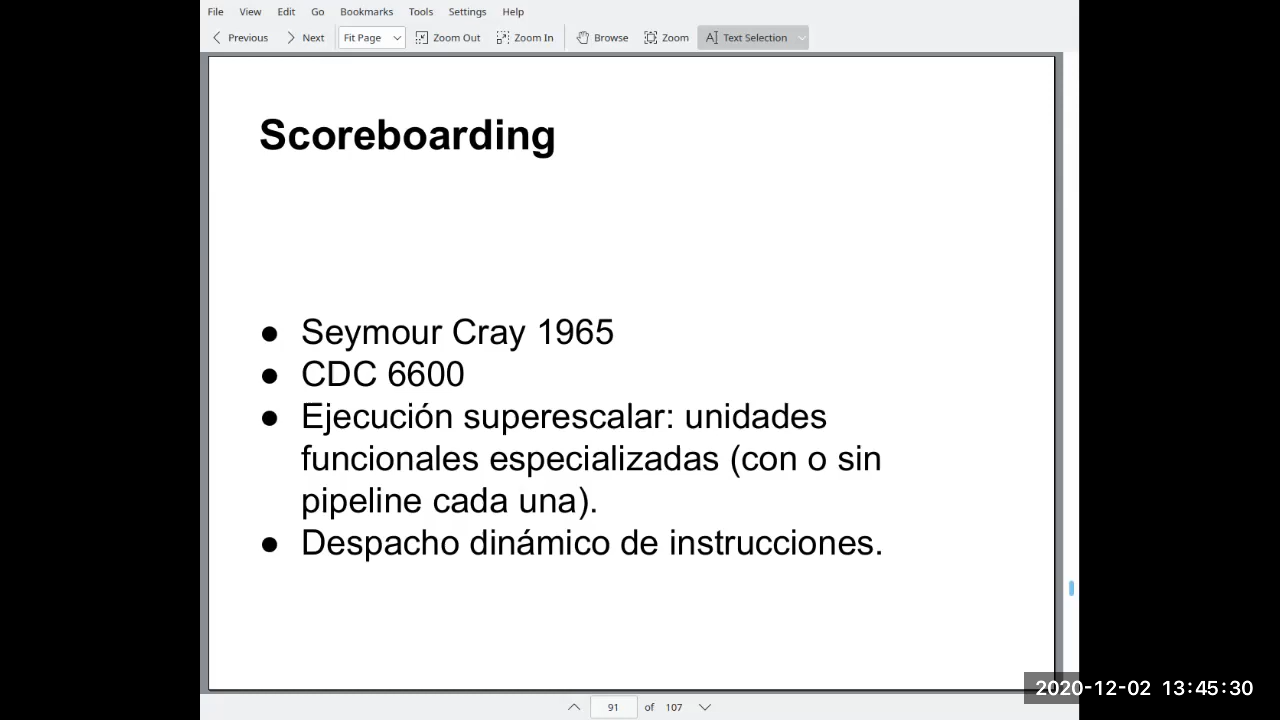 File View Edit Go Bookmarks Tools Settings Help
Previous Next Fit Page Zoom Out Zoom In Browse Zoom Text Selection
Scoreboarding
● Seymour Cray 1965
● CDC 6600
● Ejecución superescalar: unidades
funcionales especializadas (con o sin
pipeline cada una).
● Despacho dinámico de instrucciones.
2020-12-02 13:45:30
91 of 107